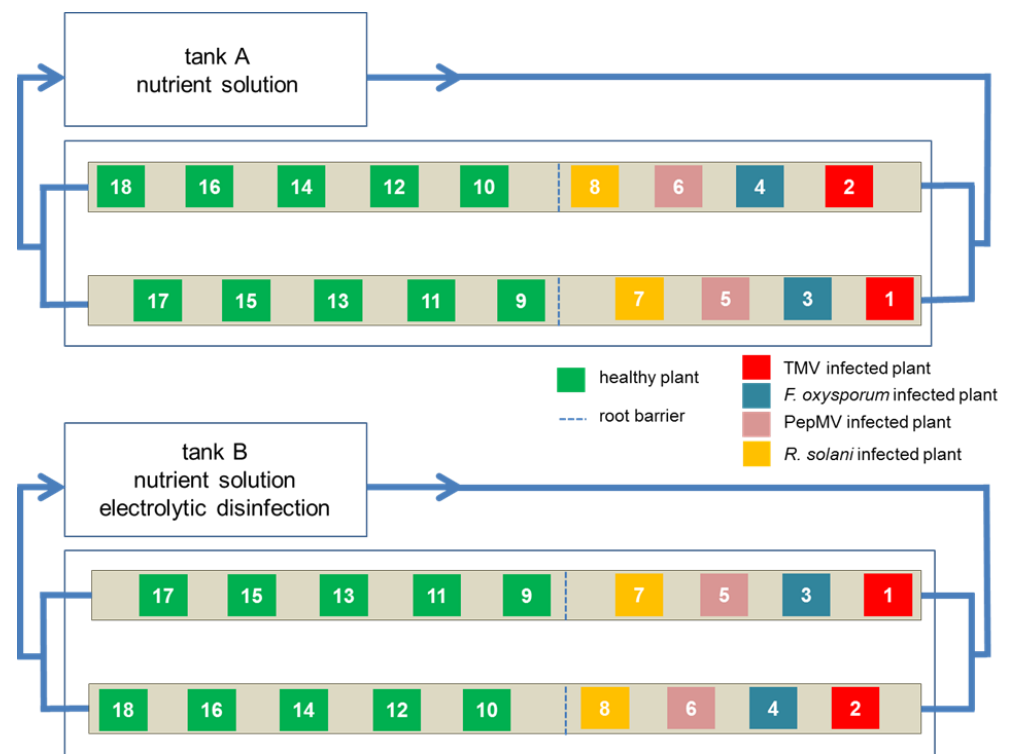 tank A
nutrient solution
18 16 14 12 10 8 6 4 2
17 15 13 11 9 7 5 3 1
healthy plant
root barrier
TMV infected plant
F. oxysporum infected plant
PepMV infected plant
R. solani infected plant
tank B
nutrient solution
electrolytic disinfection
17 15 13 11 9 7 5 3 1
18 16 14 12 10 8 6 4 2